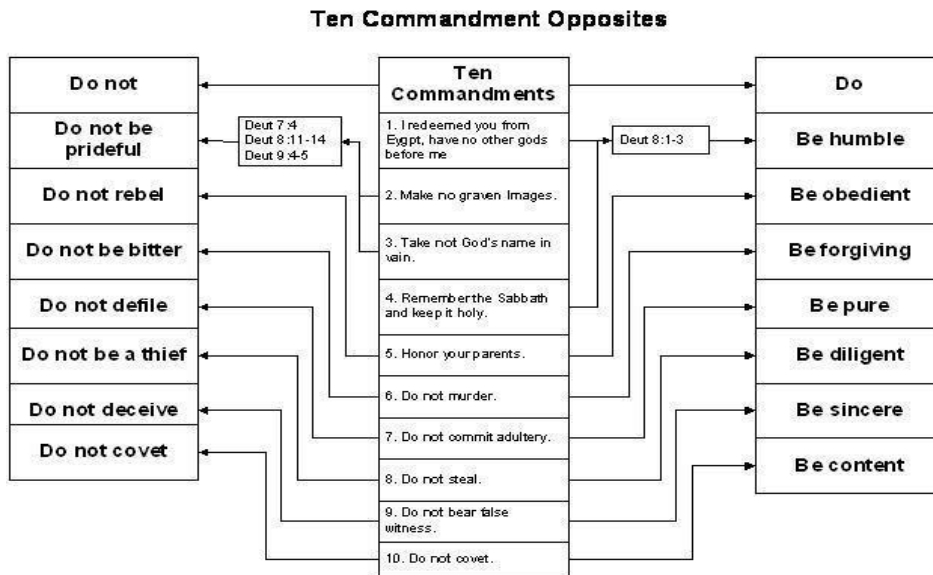 Ten Commandment Opposites
Do not
Do not be
prideful
Do not rebel
Do not be bitter
Do not defile
Do not be a thief
Do not deceive
Do not covet
Deut 7:4
Deut 8:11-14
Deut 9:4-5
Ten
Commandments
1. I redeemed you from
Eygpt, have no other gods
before me
2. Make no graven Images.
3. Take not God's name in
vain.
4. Remember the Sabbath
and keep it holy.
5. Honor your parents.
6. Do not murder.
7. Do not commit adultery.
8. Do not steal.
9. Do not bear false
witness.
10. Do not covet.
Deut 8:1-3
Do
Be humble
Be obedient
Be forgiving
Be pure
Be diligent
Be sincere
Be content